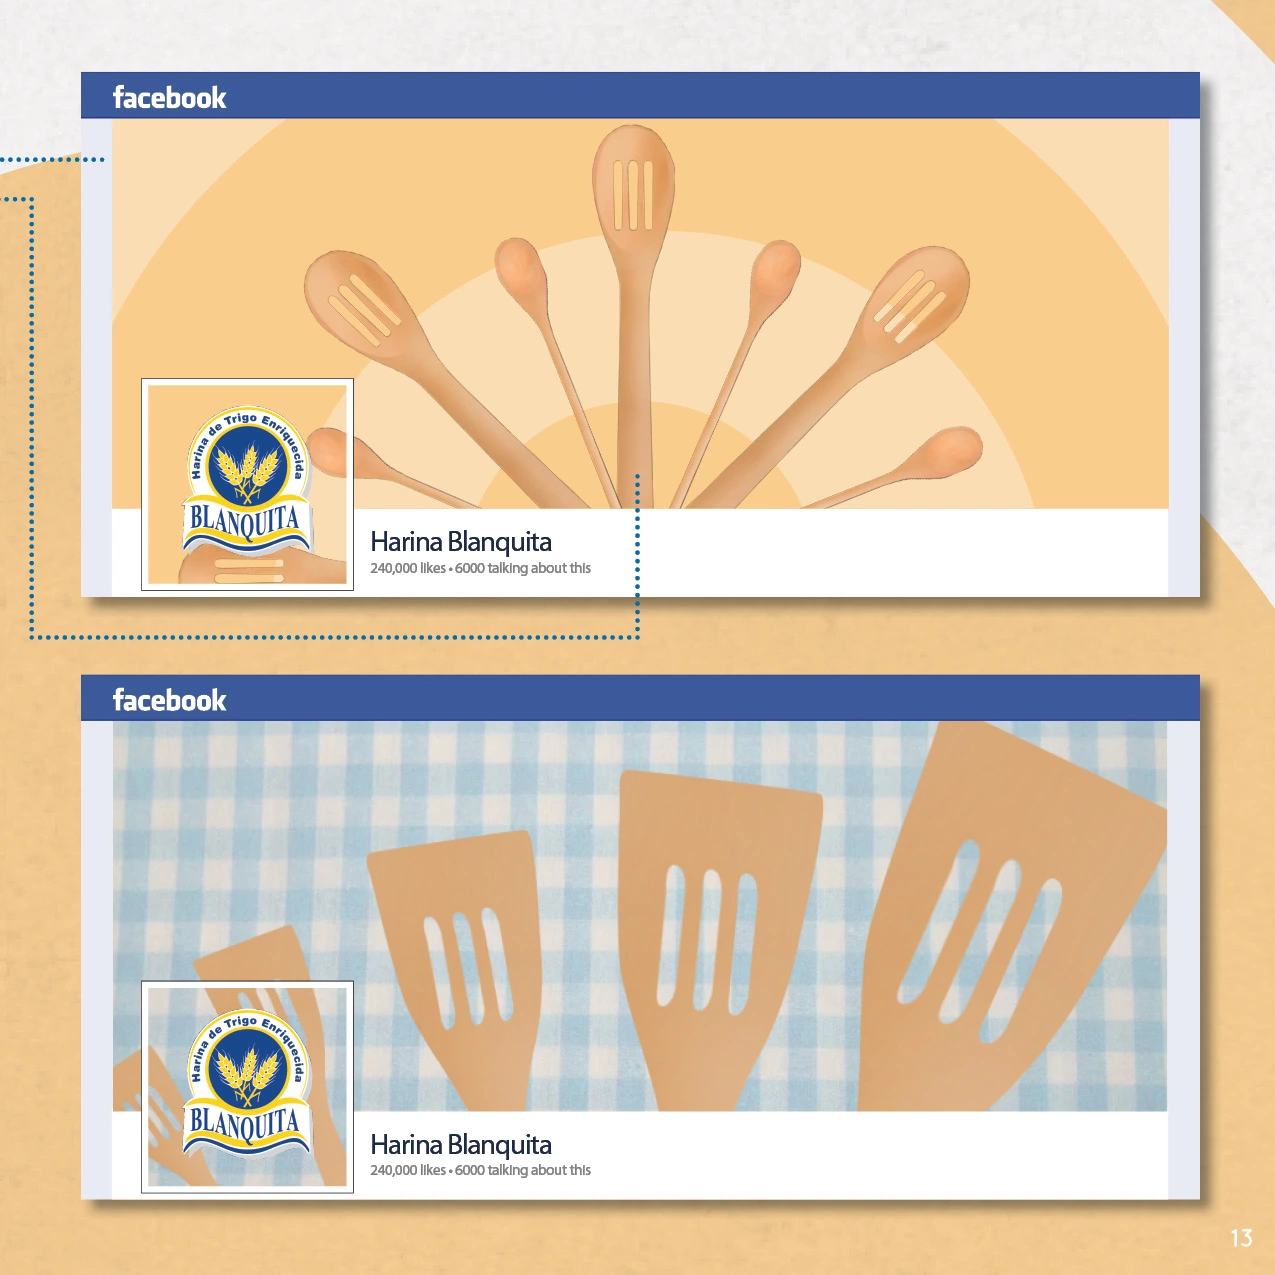 facebook
Harina de Trigo Enriquecida
BLANQUITA
Harina Blanquita
240,000 likes • 6000 talking about this
facebook
Harina de Trigo Enriquecida
BLANQUITA
Harina Blanquita
240,000 likes • 6000 talking about this
13